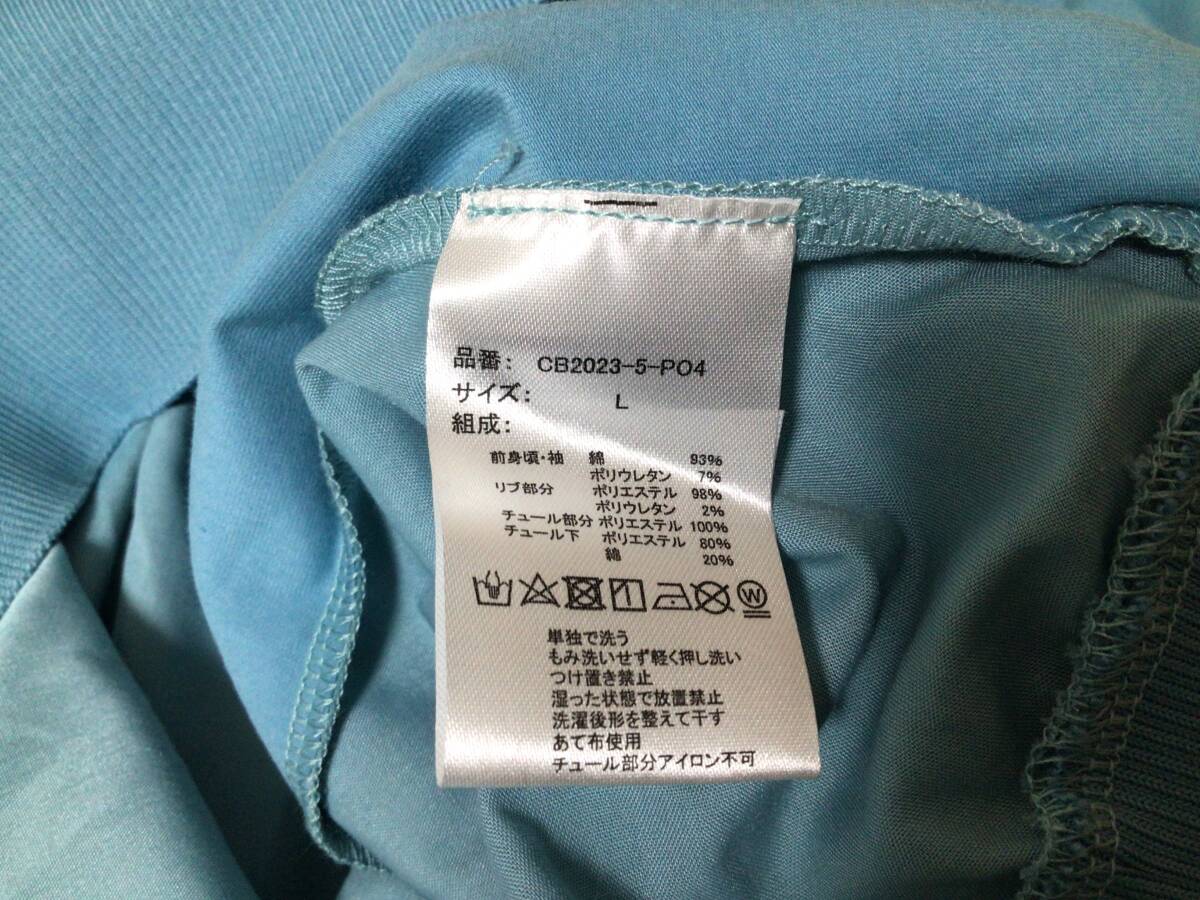 品番: CB2023-5-PO4
サイズ: L
組成:
前身頃・袖 綿 93%
ポリウレタン 7%
リブ部分 ポリエステル 98%
ポリウレタン 2%
チュール部分 ポリエステル 100%
チュール下 ポリエステル 80%
綿 20%
W
単独で洗う
もみ洗いせず軽く押し洗い
つけ置き禁止
湿った状態で放置禁止
洗濯後形を整えて干す
あて布使用
チュール部分アイロン不可